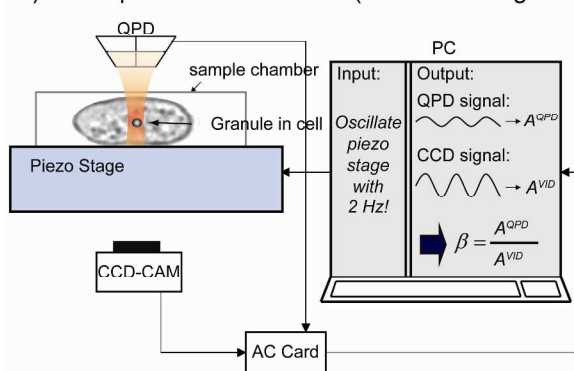 QPD
sample chamber
Granule in cell
Piezo Stage
CCD-CAM
AC Card
PC
Input:
Oscillate
piezo
stage
with
2 Hz!
Output:
QPD signal:
A^QPD
CCD signal:
A^VID
β = A^QPD / A^VID